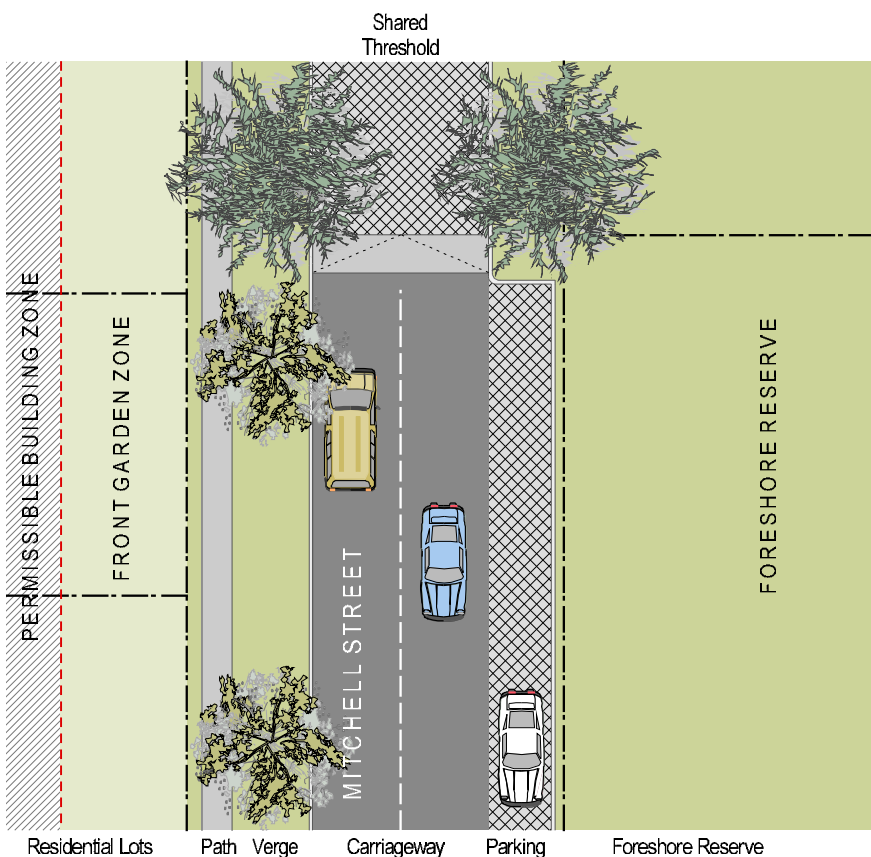 Shared
Threshold
PERMISSIBLE BUILDING ZONE
FRONT GARDEN ZONE
MITCHELL STREET
FORESHORE RESERVE
Residential Lots
Path
Verge
Carriageway
Parking
Foreshore Reserve